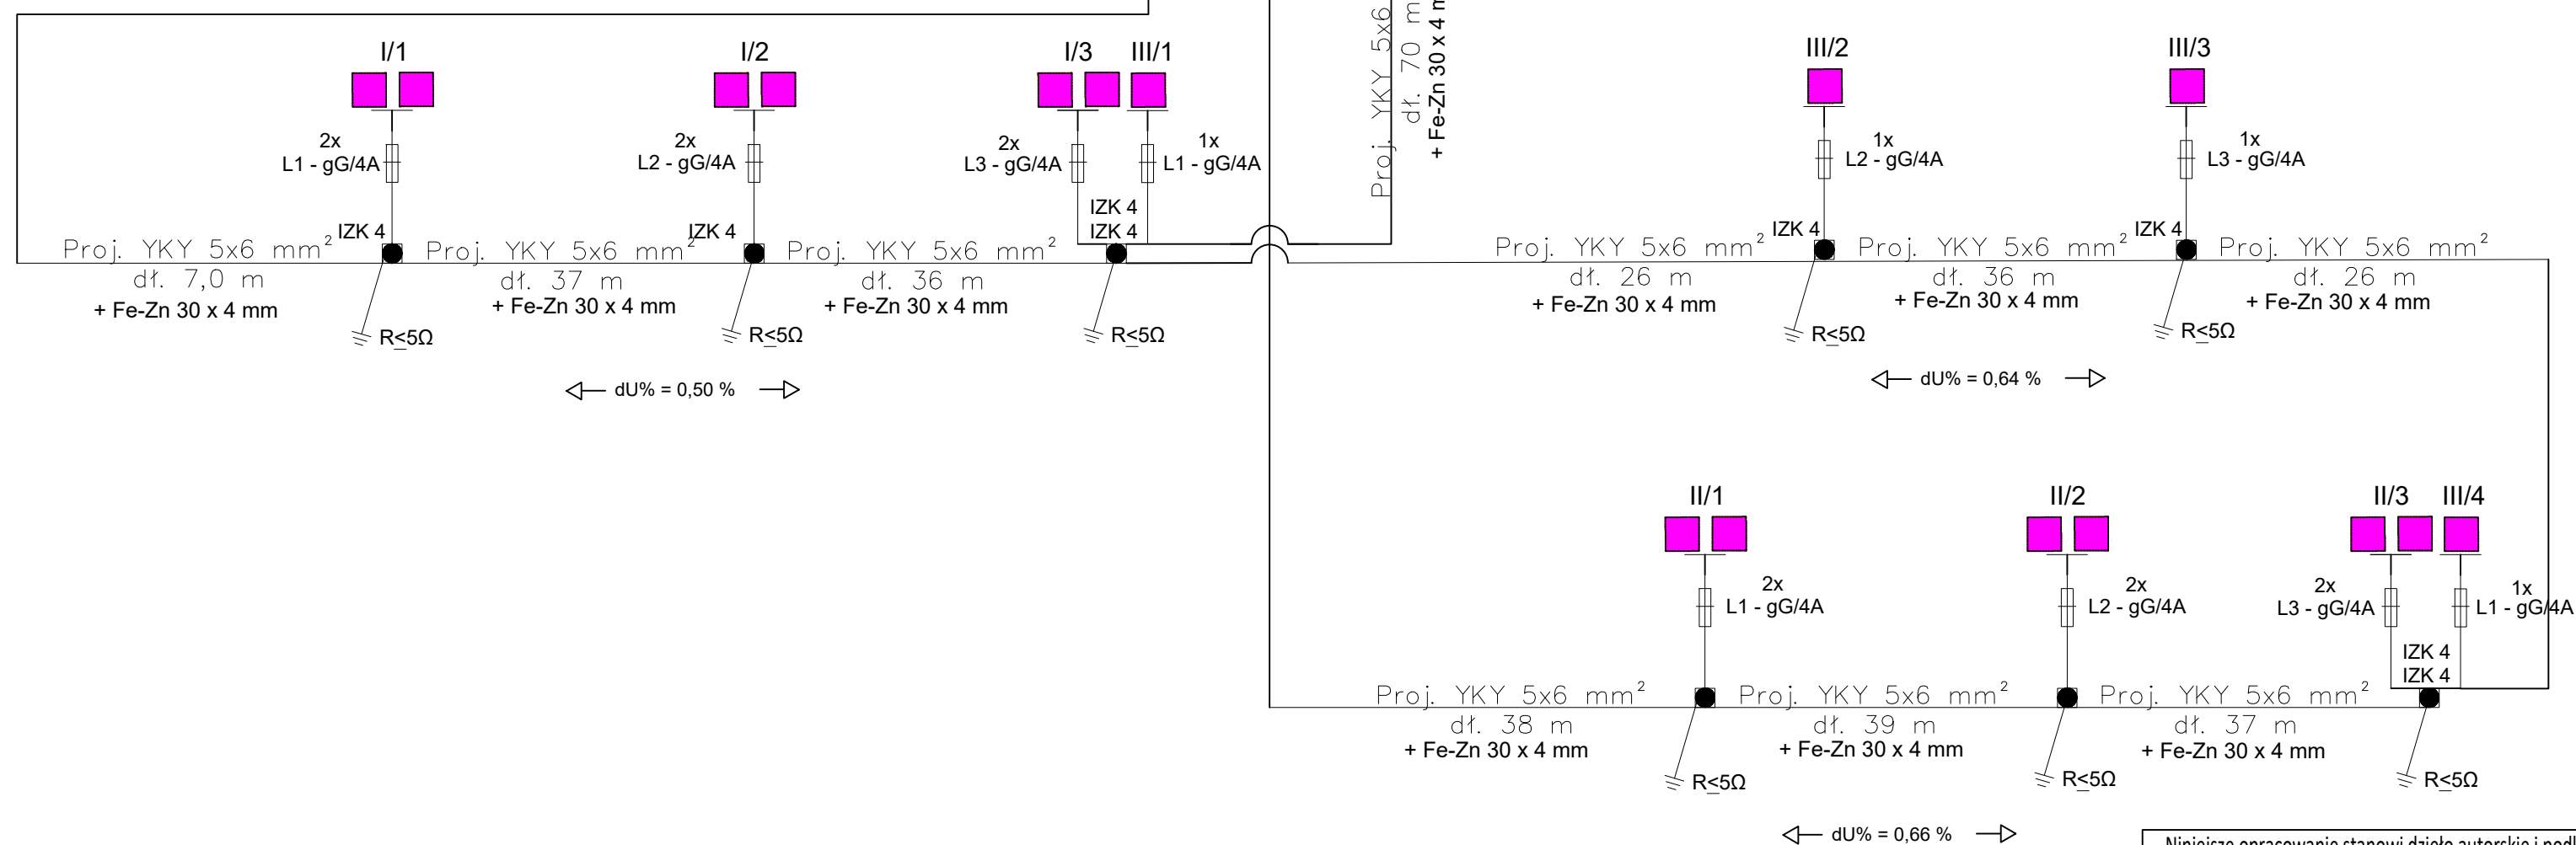 I/1
I/2
I/3
III/1
2x
L1 - gG/4A
2x
L2 - gG/4A
2x
L3 - gG/4A
1x
L1 - gG/4A
IZK 4
IZK 4
IZK 4
IZK 4
Proj. YKY 5x6 mm²
dł. 7,0 m
+ Fe-Zn 30 x 4 mm
Proj. YKY 5x6 mm²
dł. 37 m
+ Fe-Zn 30 x 4 mm
Proj. YKY 5x6 mm²
dł. 36 m
+ Fe-Zn 30 x 4 mm
R≤5Ω
R≤5Ω
R≤5Ω
dU% = 0,50 %
Proj. YKY 5x6
dł. 70 m
+ Fe-Zn 30 x 4 m
III/2
III/3
1x
L2 - gG/4A
1x
L3 - gG/4A
IZK 4
IZK 4
Proj. YKY 5x6 mm²
dł. 26 m
+ Fe-Zn 30 x 4 mm
Proj. YKY 5x6 mm²
dł. 36 m
+ Fe-Zn 30 x 4 mm
Proj. YKY 5x6 mm²
dł. 26 m
+ Fe-Zn 30 x 4 mm
R≤5Ω
R≤5Ω
dU% = 0,64 %
II/1
II/2
II/3
III/4
2x
L1 - gG/4A
2x
L2 - gG/4A
2x
L3 - gG/4A
1x
L1 - gG/4A
IZK 4
IZK 4
Proj. YKY 5x6 mm²
dł. 38 m
+ Fe-Zn 30 x 4 mm
Proj. YKY 5x6 mm²
dł. 39 m
+ Fe-Zn 30 x 4 mm
Proj. YKY 5x6 mm²
dł. 37 m
+ Fe-Zn 30 x 4 mm
R≤5Ω
R≤5Ω
R≤5Ω
dU% = 0,66 %
Niniejsze opracowanie stanowi dzieło autorskie i